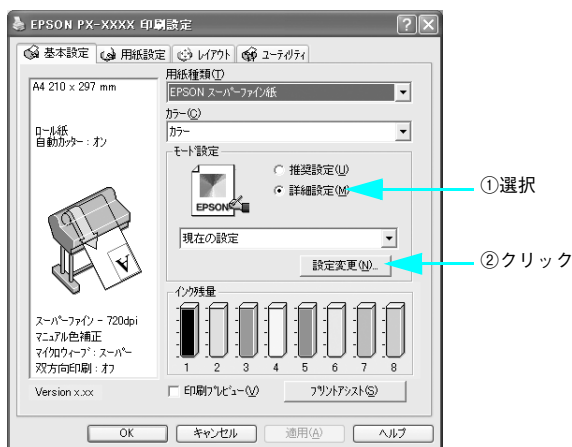 EPSON PX-XXXX 印刷設定
基本設定 用紙設定 レイアウト ユーティリティ
A4 210 x 297 mm
ロール紙
自動カッター : オン
スーパーファイン - 720dpi
マニュアル色補正
マイクロウィーブ : スーパー
双方向印刷 : オフ
Version x.xx
用紙種類(T)
EPSON スーパーファイン紙
カラー(C)
カラー
モード設定
EPSON
推奨設定(U)
詳細設定(M)
①選択
現在の設定
設定変更(N)...
②クリック
インク残量
1 2 3 4 5 6 7 8
印刷プレビュー(V)
プリントアシスト(S)
OK キャンセル 適用(A) ヘルプ